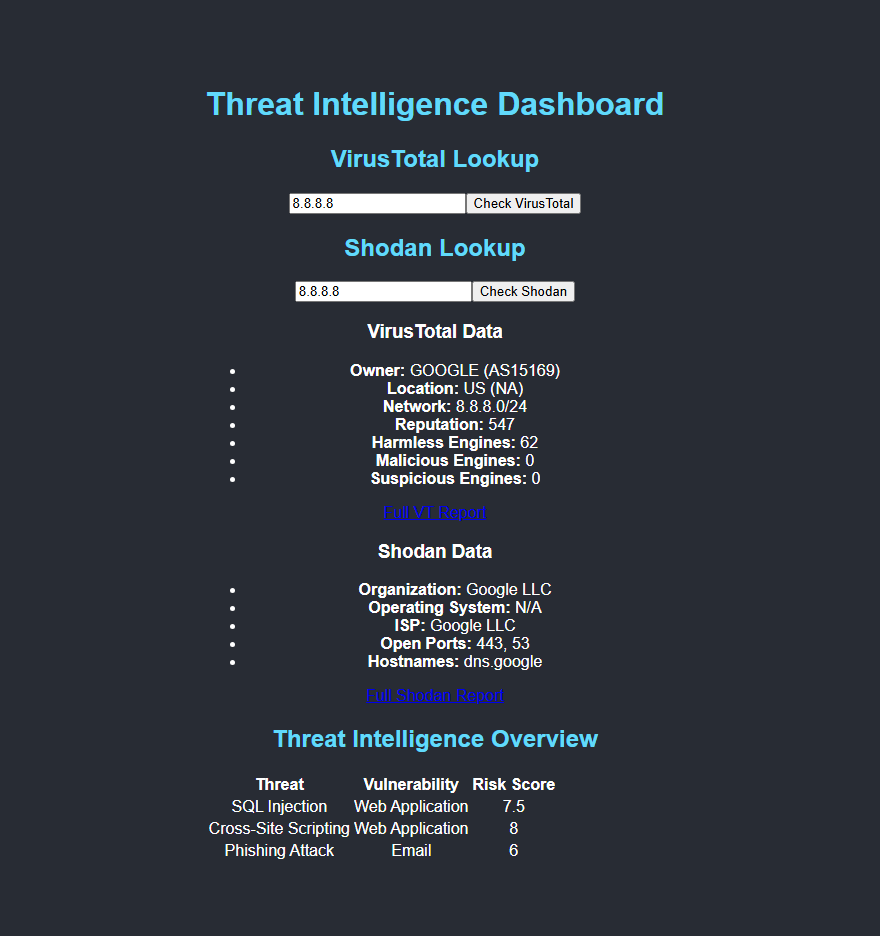 Threat Intelligence Dashboard
VirusTotal Lookup
8.8.8.8 Check VirusTotal
Shodan Lookup
8.8.8.8 Check Shodan
VirusTotal Data
Owner: GOOGLE (AS15169)
Location: US (NA)
Network: 8.8.8.0/24
Reputation: 547
Harmless Engines: 62
Malicious Engines: 0
Suspicious Engines: 0
Full VT Report
Shodan Data
Organization: Google LLC
Operating System: N/A
ISP: Google LLC
Open Ports: 443, 53
Hostnames: dns.google
Full Shodan Report
Threat Intelligence Overview
Threat Vulnerability Risk Score
SQL Injection Web Application 7.5
Cross-Site Scripting Web Application 8
Phishing Attack Email 6